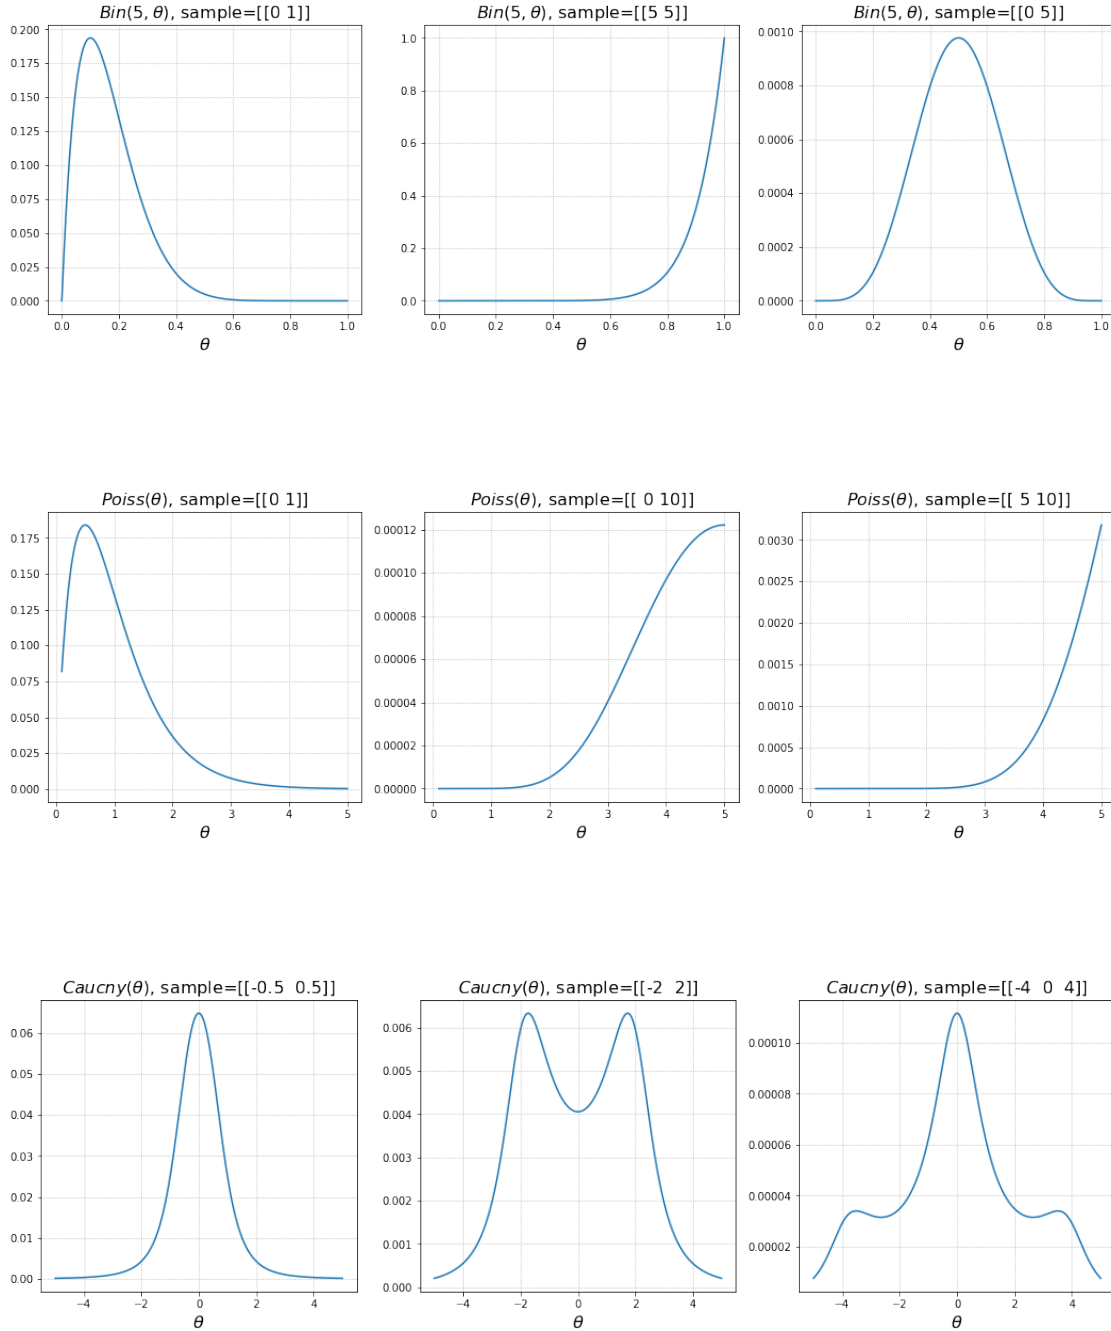 Bin(5, θ), sample=[[0 1]]
0.200
0.175
0.150
0.125
0.100
0.075
0.050
0.025
0.000
0.0 0.2 0.4 0.6 0.8 1.0
θ
Bin(5, θ), sample=[[5 5]]
1.0
0.8
0.6
0.4
0.2
0.0
0.0 0.2 0.4 0.6 0.8 1.0
θ
Bin(5, θ), sample=[[0 5]]
0.0010
0.0008
0.0006
0.0004
0.0002
0.0000
0.0 0.2 0.4 0.6 0.8 1.0
θ
Poiss(θ), sample=[[0 1]]
0.175
0.150
0.125
0.100
0.075
0.050
0.025
0.000
0 1 2 3 4 5
θ
Poiss(θ), sample=[[ 0 10]]
0.00012
0.00010
0.00008
0.00006
0.00004
0.00002
0.00000
0 1 2 3 4 5
θ
Poiss(θ), sample=[[ 5 10]]
0.0030
0.0025
0.0020
0.0015
0.0010
0.0005
0.0000
0 1 2 3 4 5
θ
Caucny(θ), sample=[[-0.5 0.5]]
0.06
0.05
0.04
0.03
0.02
0.01
0.00
−4 −2 0 2 4
θ
Caucny(θ), sample=[[-2 2]]
0.006
0.005
0.004
0.003
0.002
0.001
0.000
−4 −2 0 2 4
θ
Caucny(θ), sample=[[-4 0 4]]
0.00010
0.00008
0.00006
0.00004
0.00002
−4 −2 0 2 4
θ